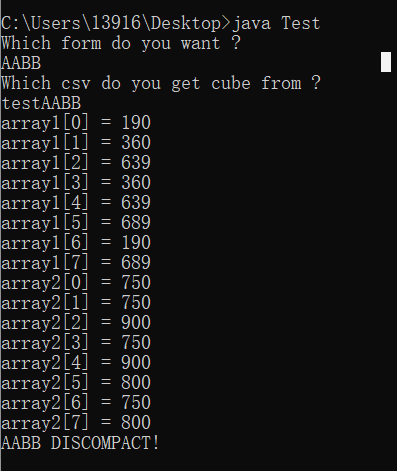 C:\Users\13916\Desktop>java Test
Which form do you want ?
AABB
Which csv do you get cube from ?
testAABB
array1[0] = 190
array1[1] = 360
array1[2] = 639
array1[3] = 360
array1[4] = 639
array1[5] = 689
array1[6] = 190
array1[7] = 689
array2[0] = 750
array2[1] = 750
array2[2] = 900
array2[3] = 750
array2[4] = 900
array2[5] = 800
array2[6] = 750
array2[7] = 800
AABB DISCOMPACT!